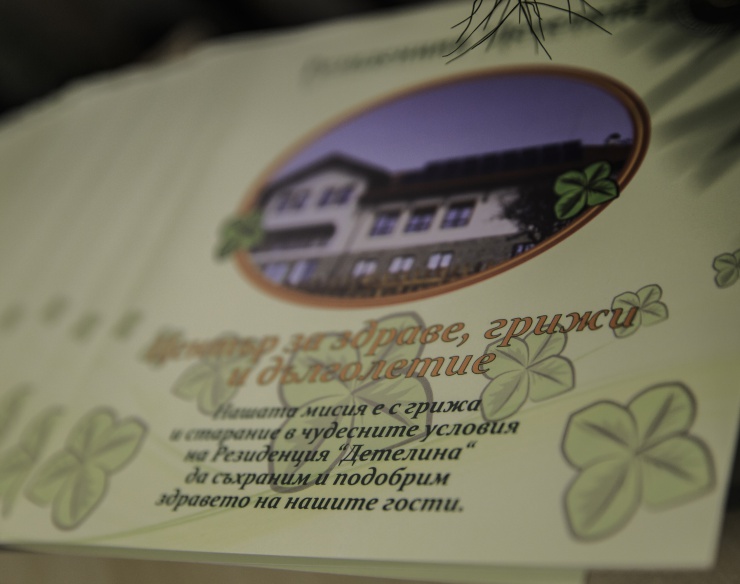 Център за здраве, грижи
и дълголетие
Нашата мисия е с грижа
и старание в чудесните условия
на Резиденция “Детелина“
да съхраним и подобрим
здравето на нашите гости.